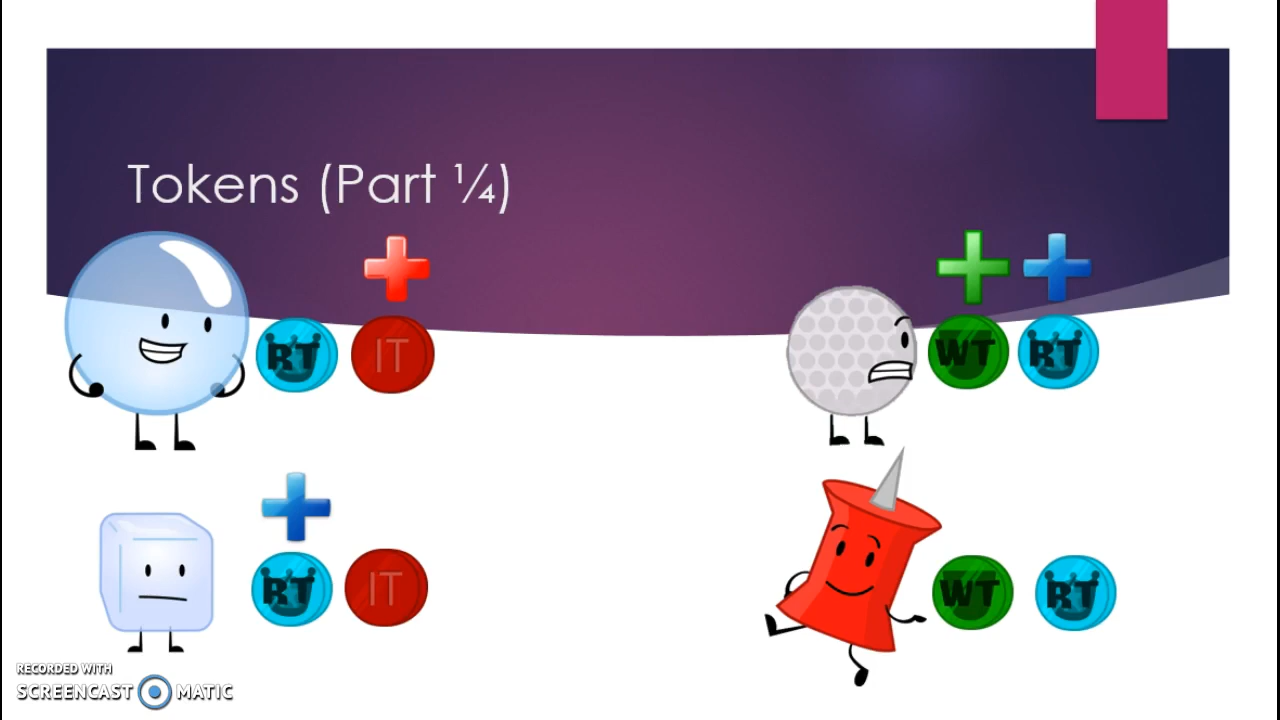 Tokens (Part ¼)
RT IT WT RT
RT IT WT RT
RECORDED WITH
SCREENCAST MATIC